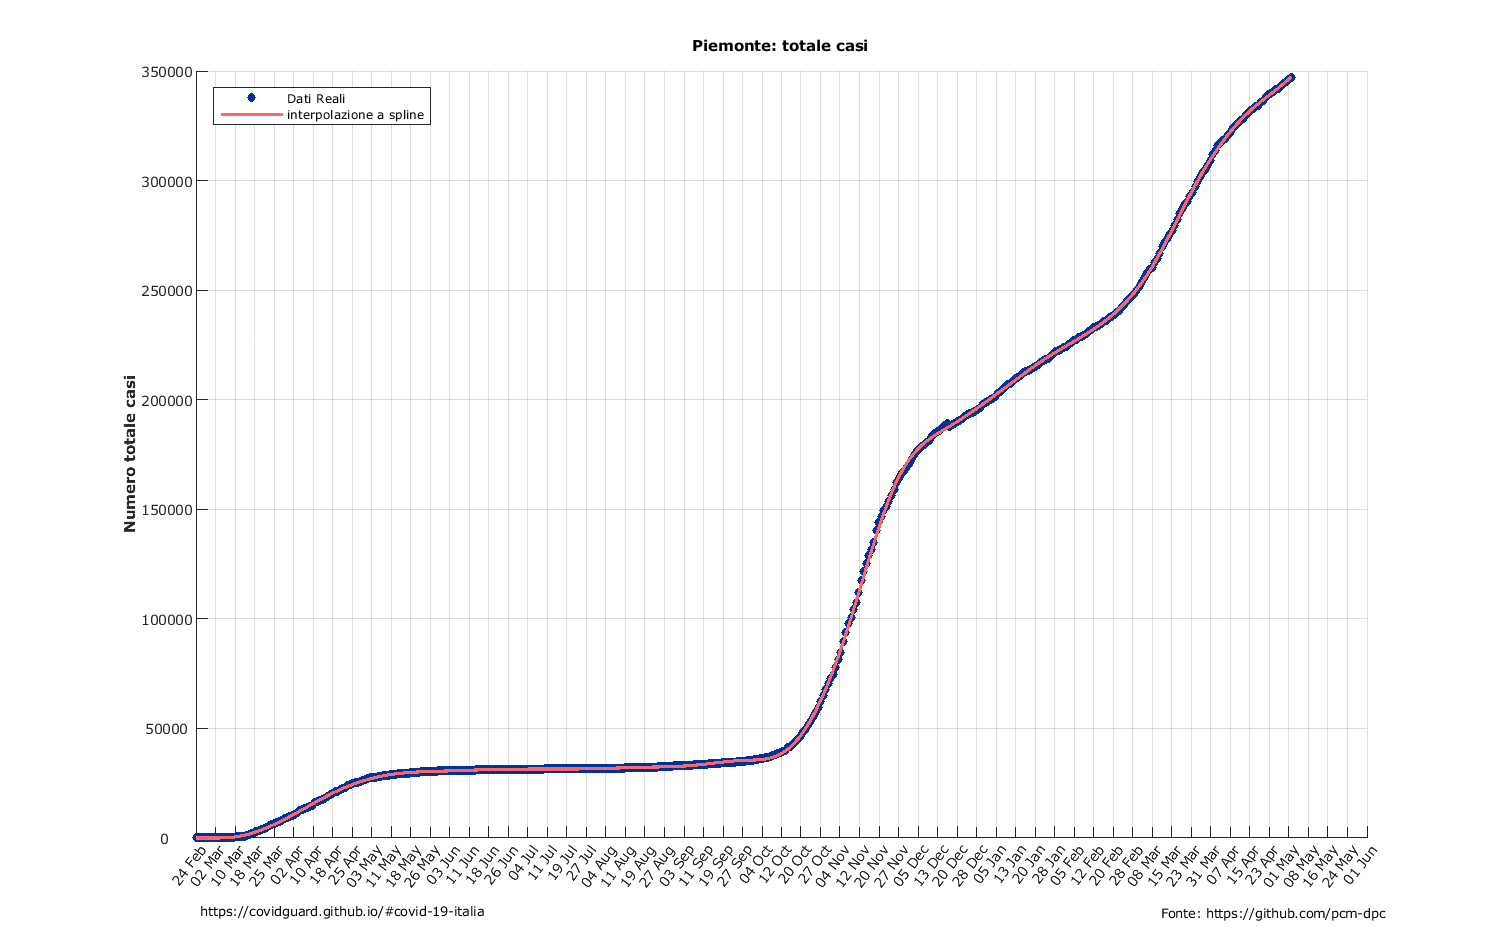 Piemonte: totale casi
350000
300000
250000
200000
150000
100000
50000
0
Numero totale casi
Dati Reali
interpolazione a spline
24 Feb
02 Mar
10 Mar
18 Mar
25 Mar
02 Apr
10 Apr
18 Apr
25 Apr
03 May
11 May
18 May
26 May
03 Jun
11 Jun
18 Jun
26 Jun
04 Jul
11 Jul
19 Jul
27 Jul
04 Aug
11 Aug
19 Aug
27 Aug
03 Sep
11 Sep
19 Sep
27 Sep
04 Oct
12 Oct
20 Oct
27 Oct
04 Nov
12 Nov
20 Nov
27 Nov
05 Dec
13 Dec
20 Dec
28 Dec
05 Jan
13 Jan
20 Jan
28 Jan
05 Feb
12 Feb
20 Feb
28 Feb
08 Mar
15 Mar
23 Mar
31 Mar
07 Apr
15 Apr
23 Apr
01 May
08 May
16 May
24 May
01 Jun
https://covidguard.github.io/#covid-19-italia
Fonte: https://github.com/pcm-dpc